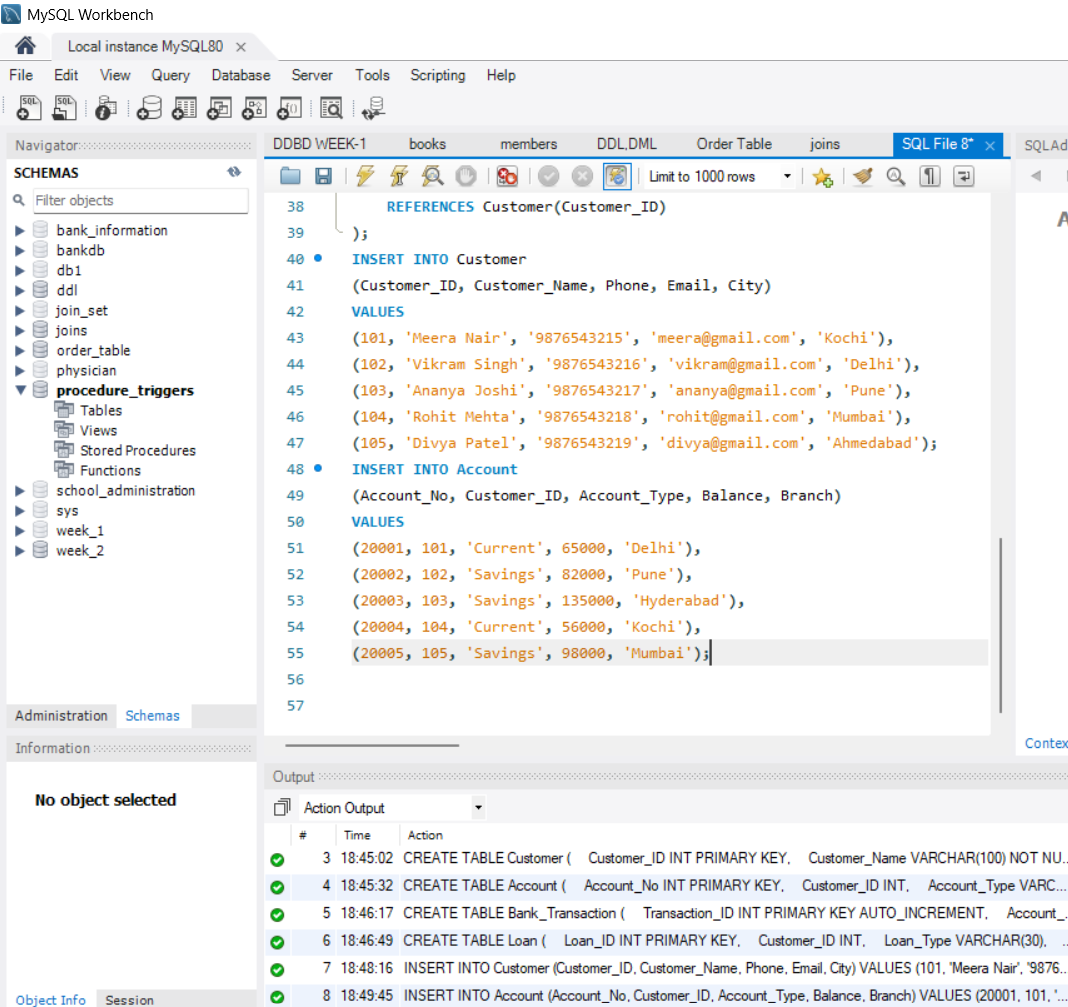 MySQL Workbench
Local instance MySQL80
File Edit View Query Database Server Tools Scripting Help
Navigator
SCHEMAS
Filter objects
bank_information
bankdb
db1
ddl
join_set
joins
order_table
physician
procedure_triggers
Tables
Views
Stored Procedures
Functions
school_administration
sys
week_1
week_2
Administration Schemas
Information
No object selected
Object Info Session
DDBD WEEK-1 books members DDL,DML Order Table joins SQL File 8* SQLAd
Limit to 1000 rows
38 REFERENCES Customer(Customer_ID)
39 );
40 INSERT INTO Customer
41 (Customer_ID, Customer_Name, Phone, Email, City)
42 VALUES
43 (101, 'Meera Nair', '9876543215', 'meera@gmail.com', 'Kochi'),
44 (102, 'Vikram Singh', '9876543216', 'vikram@gmail.com', 'Delhi'),
45 (103, 'Ananya Joshi', '9876543217', 'ananya@gmail.com', 'Pune'),
46 (104, 'Rohit Mehta', '9876543218', 'rohit@gmail.com', 'Mumbai'),
47 (105, 'Divya Patel', '9876543219', 'divya@gmail.com', 'Ahmedabad');
48 INSERT INTO Account
49 (Account_No, Customer_ID, Account_Type, Balance, Branch)
50 VALUES
51 (20001, 101, 'Current', 65000, 'Delhi'),
52 (20002, 102, 'Savings', 82000, 'Pune'),
53 (20003, 103, 'Savings', 135000, 'Hyderabad'),
54 (20004, 104, 'Current', 56000, 'Kochi'),
55 (20005, 105, 'Savings', 98000, 'Mumbai');
56
57
A
Contex
Output
Action Output
# Time Action
3 18:45:02 CREATE TABLE Customer ( Customer_ID INT PRIMARY KEY, Customer_Name VARCHAR(100) NOT NU...
4 18:45:32 CREATE TABLE Account ( Account_No INT PRIMARY KEY, Customer_ID INT, Account_Type VARC...
5 18:46:17 CREATE TABLE Bank_Transaction ( Transaction_ID INT PRIMARY KEY AUTO_INCREMENT, Account_...
6 18:46:49 CREATE TABLE Loan ( Loan_ID INT PRIMARY KEY, Customer_ID INT, Loan_Type VARCHAR(30), ...
7 18:48:16 INSERT INTO Customer (Customer_ID, Customer_Name, Phone, Email, City) VALUES (101, 'Meera Nair', '9876...
8 18:49:45 INSERT INTO Account (Account_No, Customer_ID, Account_Type, Balance, Branch) VALUES (20001, 101, '...